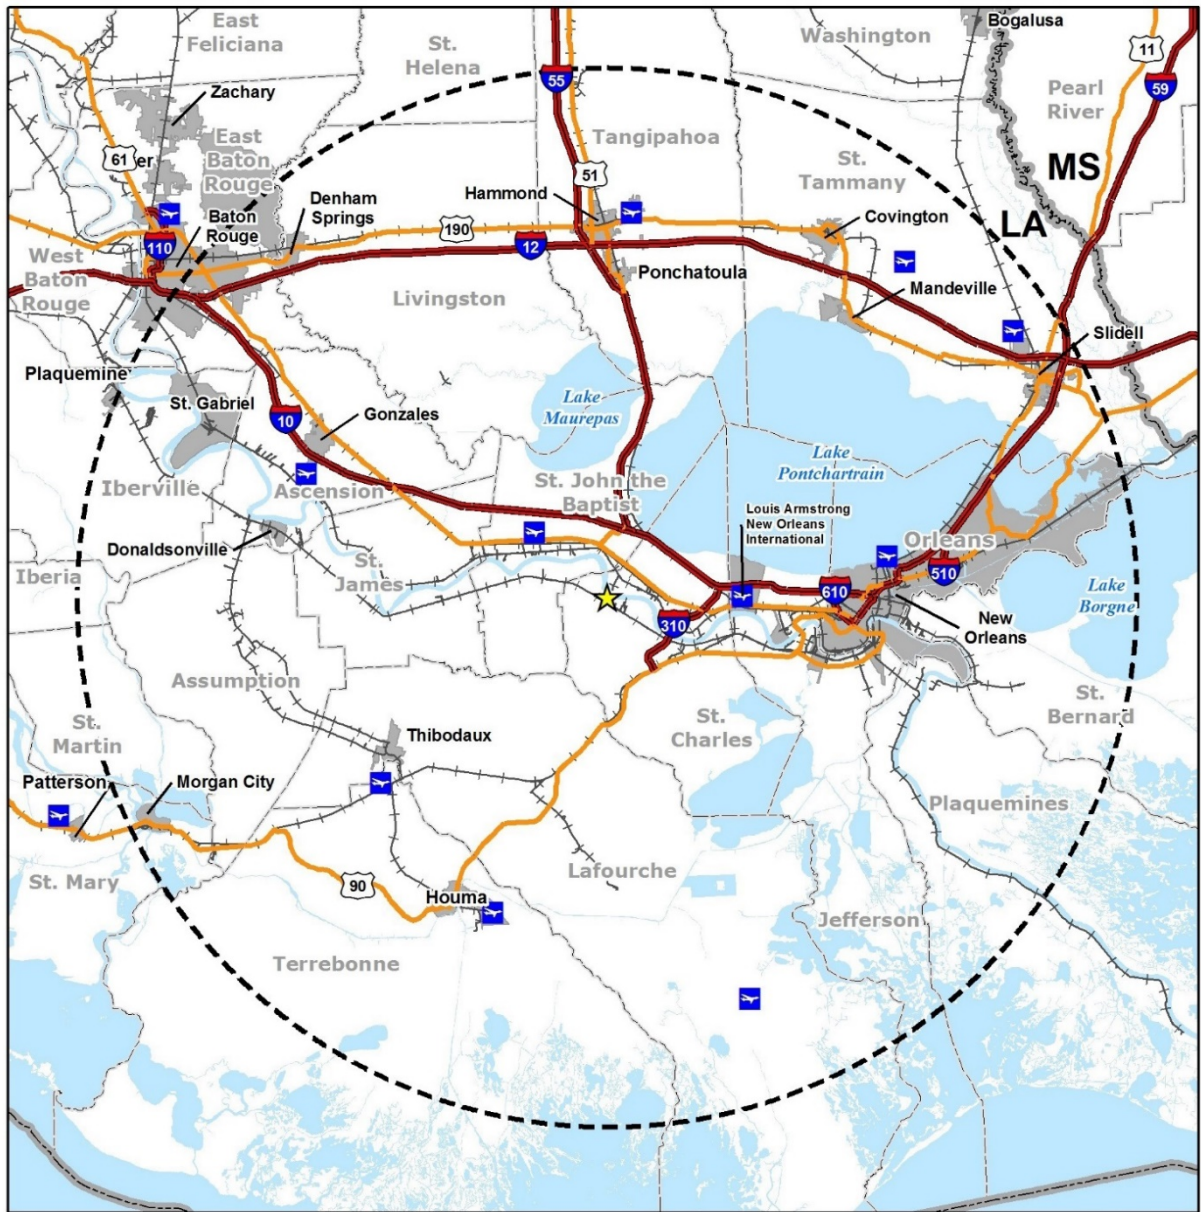 East
Feliciana
St.
Helena
Washington
Bogalusa
11
59
Pearl
River
55
Zachary
Tangipahoa
MS
East
Baton
Rouge
61
er
51
St.
Tammany
Hammond
Denham
Springs
Covington
LA
Baton
Rouge
190
110
12
West
Baton
Rouge
Ponchatoula
Livingston
Mandeville
Slidell
Plaquemine
St. Gabriel
Lake
Maurepas
10
Gonzales
Lake
Pontchartrain
Iberville
Ascension
St. John the
Baptist
Louis Armstrong
New Orleans
International
Donaldsonville
Orleans
St.
James
Iberia
510
610
Lake
Borgne
310
New
Orleans
Assumption
St.
Martin
St.
Charles
St.
Bernard
Thibodaux
Patterson
Morgan City
Plaquemines
St. Mary
Lafourche
90
Houma
Jefferson
Terrebonne